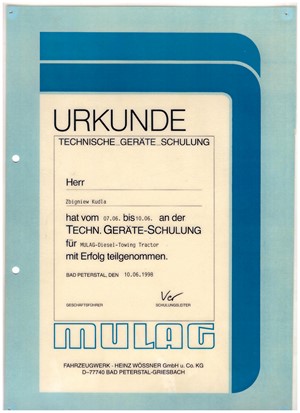 URKUNDE
TECHNISCHE GERÄTE SCHULUNG
Herr
Zbigniew Kudla
hat vom 07.06. bis 10.06. an der
TECHN. GERÄTE-SCHULUNG
für MULAG-Diesel-Towing Tractor
mit Erfolg teilgenommen.
BAD PETERSTAL, DEN 10.06.1998
GESCHÄFTSFÜHRER SCHULUNGSLEITER
MULAG
FAHRZEUGWERK · HEINZ WÖSSNER GmbH u. Co. KG
D-77740 BAD PETERSTAL-GRIESBACH